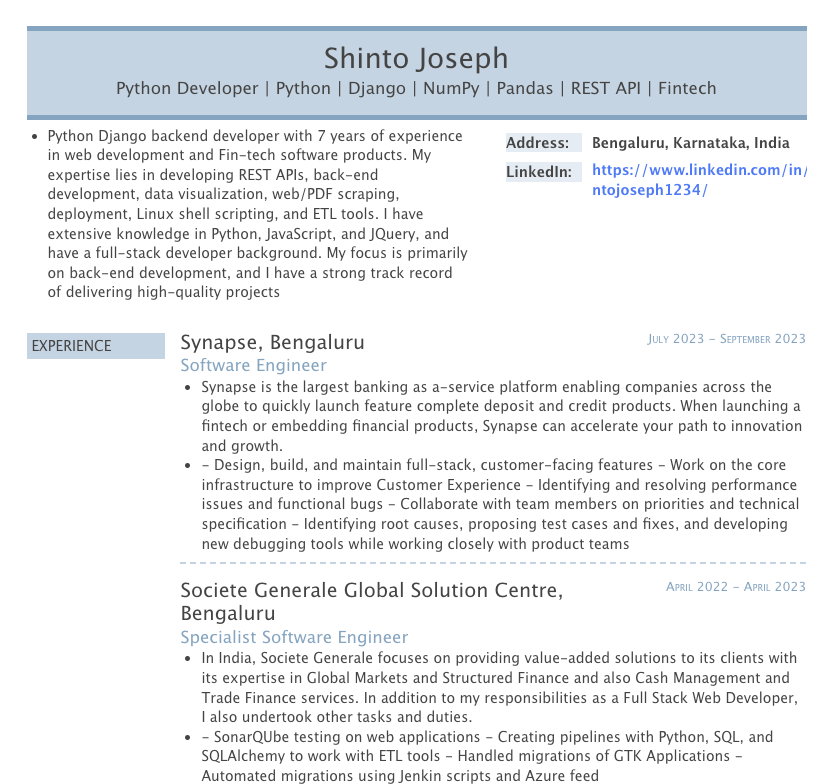 Shinto Joseph
Python Developer | Python | Django | NumPy | Pandas | REST API | Fintech
• Python Django backend developer with 7 years of experience
in web development and Fin-tech software products. My
expertise lies in developing REST APIs, back-end
development, data visualization, web/PDF scraping,
deployment, Linux shell scripting, and ETL tools. I have
extensive knowledge in Python, JavaScript, and JQuery, and
have a full-stack developer background. My focus is primarily
on back-end development, and I have a strong track record
of delivering high-quality projects
Address: Bengaluru, Karnataka, India
LinkedIn: https://www.linkedin.com/in/
ntojoseph1234/
EXPERIENCE
Synapse, Bengaluru
July 2023 – September 2023
Software Engineer
• Synapse is the largest banking as a-service platform enabling companies across the
globe to quickly launch feature complete deposit and credit products. When launching a
fintech or embedding financial products, Synapse can accelerate your path to innovation
and growth.
• - Design, build, and maintain full-stack, customer-facing features - Work on the core
infrastructure to improve Customer Experience - Identifying and resolving performance
issues and functional bugs - Collaborate with team members on priorities and technical
specification - Identifying root causes, proposing test cases and fixes, and developing
new debugging tools while working closely with product teams
Societe Generale Global Solution Centre,
Bengaluru
April 2022 – April 2023
Specialist Software Engineer
• In India, Societe Generale focuses on providing value-added solutions to its clients with
its expertise in Global Markets and Structured Finance and also Cash Management and
Trade Finance services. In addition to my responsibilities as a Full Stack Web Developer,
I also undertook other tasks and duties.
• - SonarQUbe testing on web applications - Creating pipelines with Python, SQL, and
SQLAlchemy to work with ETL tools - Handled migrations of GTK Applications -
Automated migrations using Jenkin scripts and Azure feed